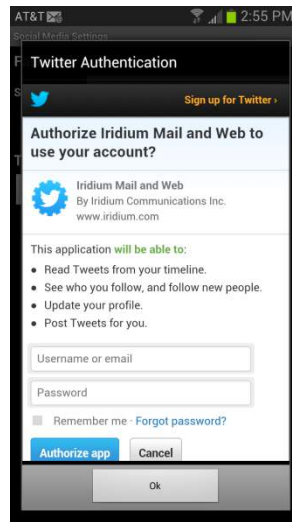 AT&T 2:55 PM
Social Media Settings
Twitter Authentication
Sign up for Twitter ›
Authorize Iridium Mail and Web to
use your account?
Iridium Mail and Web
By Iridium Communications Inc.
www.iridium.com
This application will be able to:
• Read Tweets from your timeline.
• See who you follow, and follow new people.
• Update your profile.
• Post Tweets for you.
Username or email
Password
Remember me · Forgot password?
Authorize app Cancel
Ok